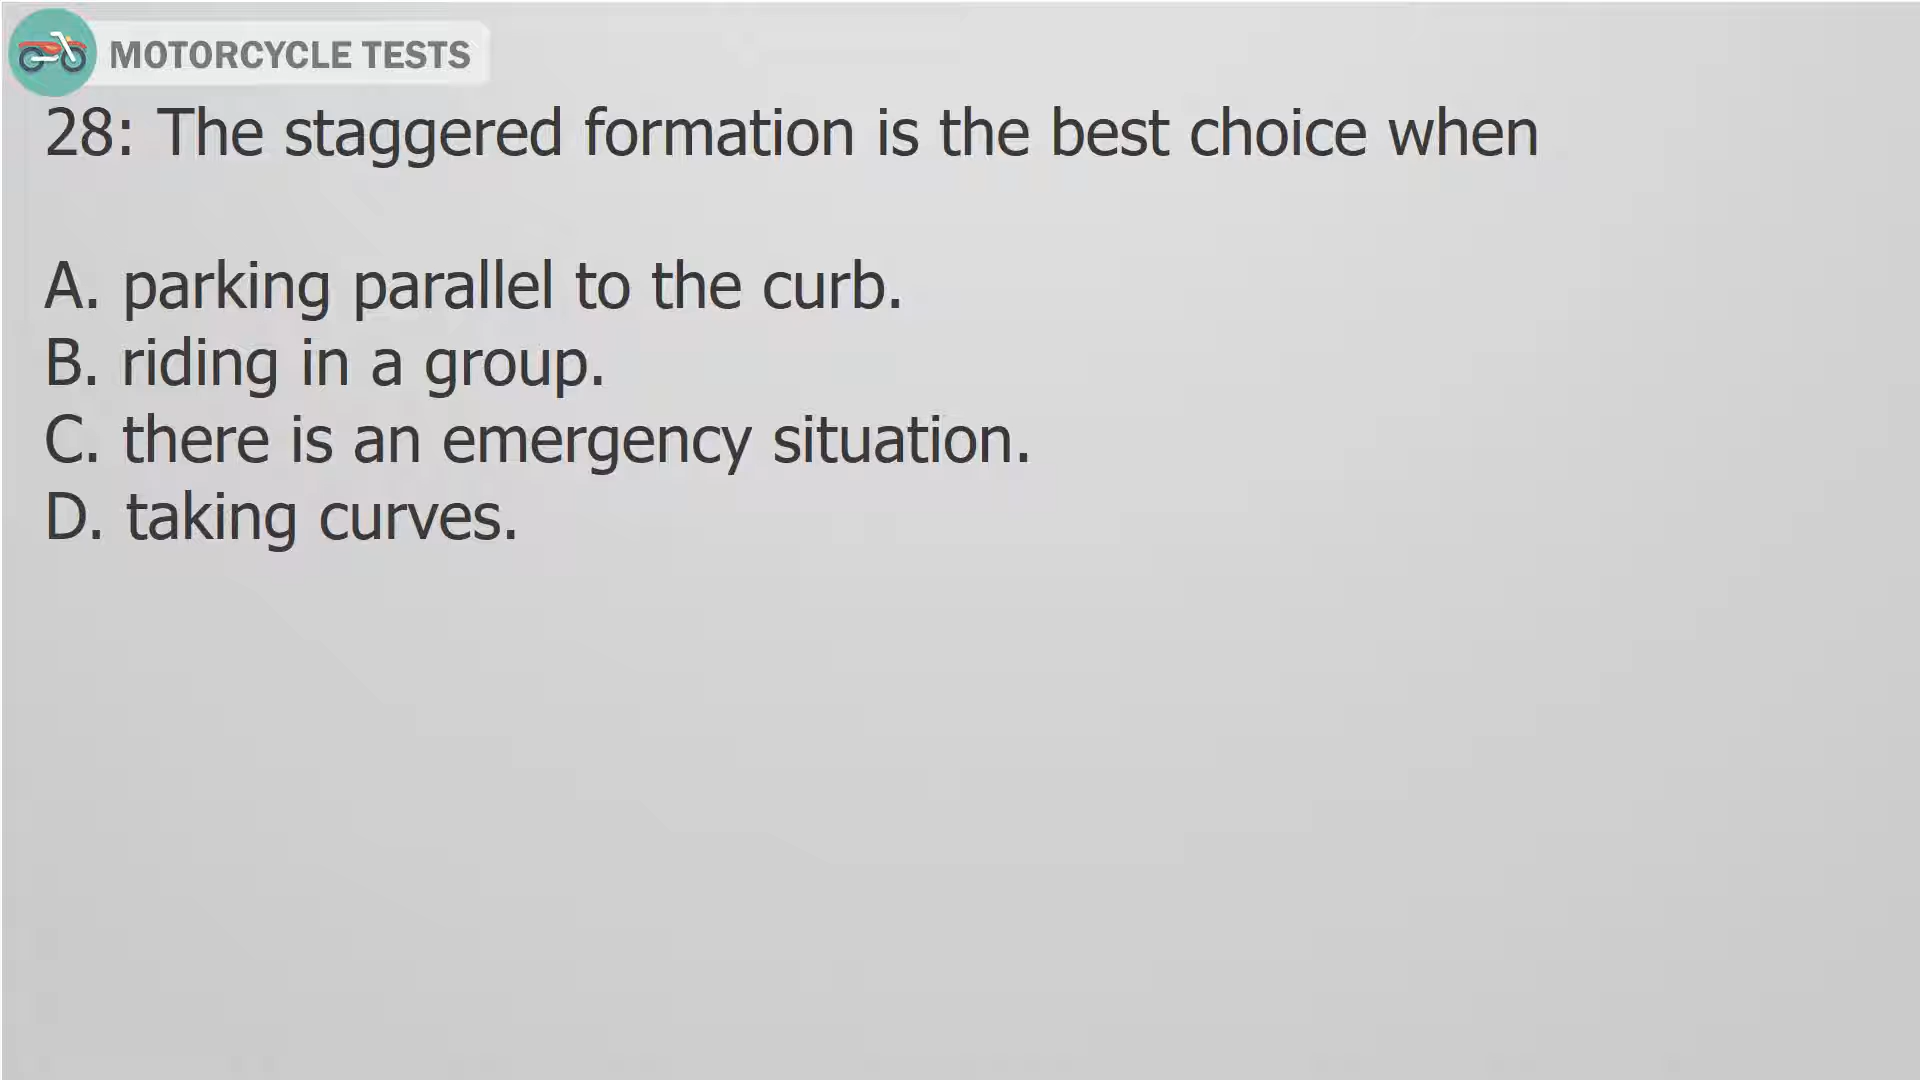 MOTORCYCLE TESTS
28: The staggered formation is the best choice when
A. parking parallel to the curb.
B. riding in a group.
C. there is an emergency situation.
D. taking curves.